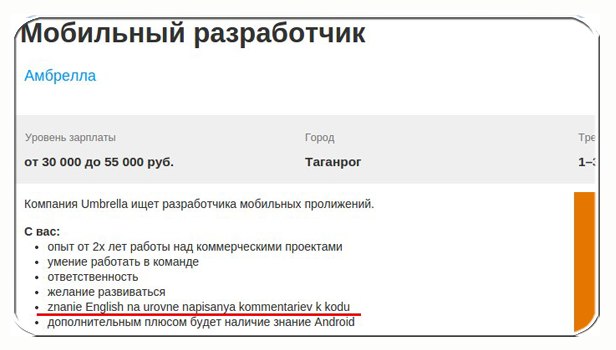 Мобильный разработчик
Амбрелла
Уровень зарплаты Город Тре
от 30 000 до 55 000 руб. Таганрог 1–3
Компания Umbrella ищет разработчика мобильных пролижений.
С вас:
• опыт от 2х лет работы над коммерческими проектами
• умение работать в команде
• ответственность
• желание развиваться
• znanie English na urovne napisanya kommentariev k kodu
• дополнительным плюсом будет наличие знание Android